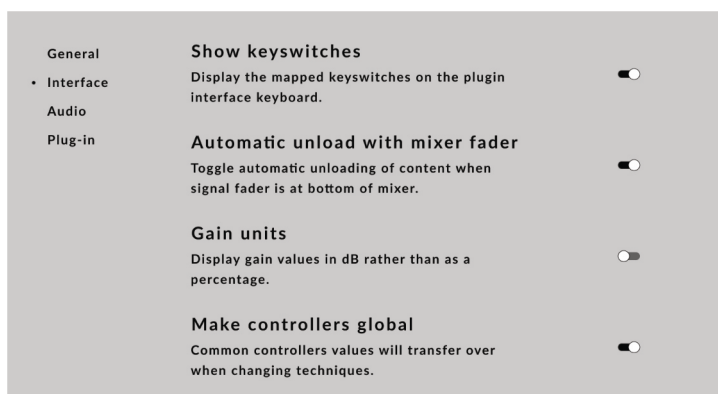 General
• Interface
Audio
Plug-in
Show keyswitches
Display the mapped keyswitches on the plugin
interface keyboard.
Automatic unload with mixer fader
Toggle automatic unloading of content when
signal fader is at bottom of mixer.
Gain units
Display gain values in dB rather than as a
percentage.
Make controllers global
Common controllers values will transfer over
when changing techniques.